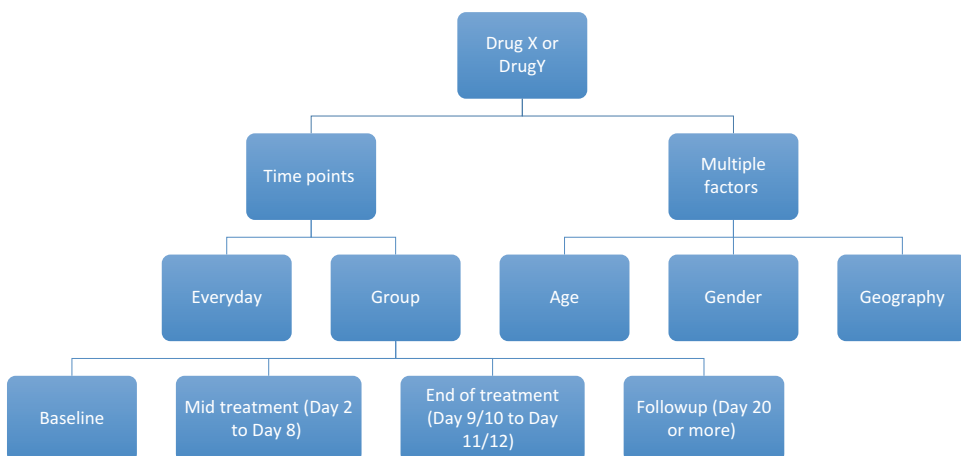 Drug X or
DrugY
Time points
Multiple
factors
Everyday
Group
Age
Gender
Geography
Baseline
Mid treatment (Day 2
to Day 8)
End of treatment
(Day 9/10 to Day
11/12)
Followup (Day 20
or more)